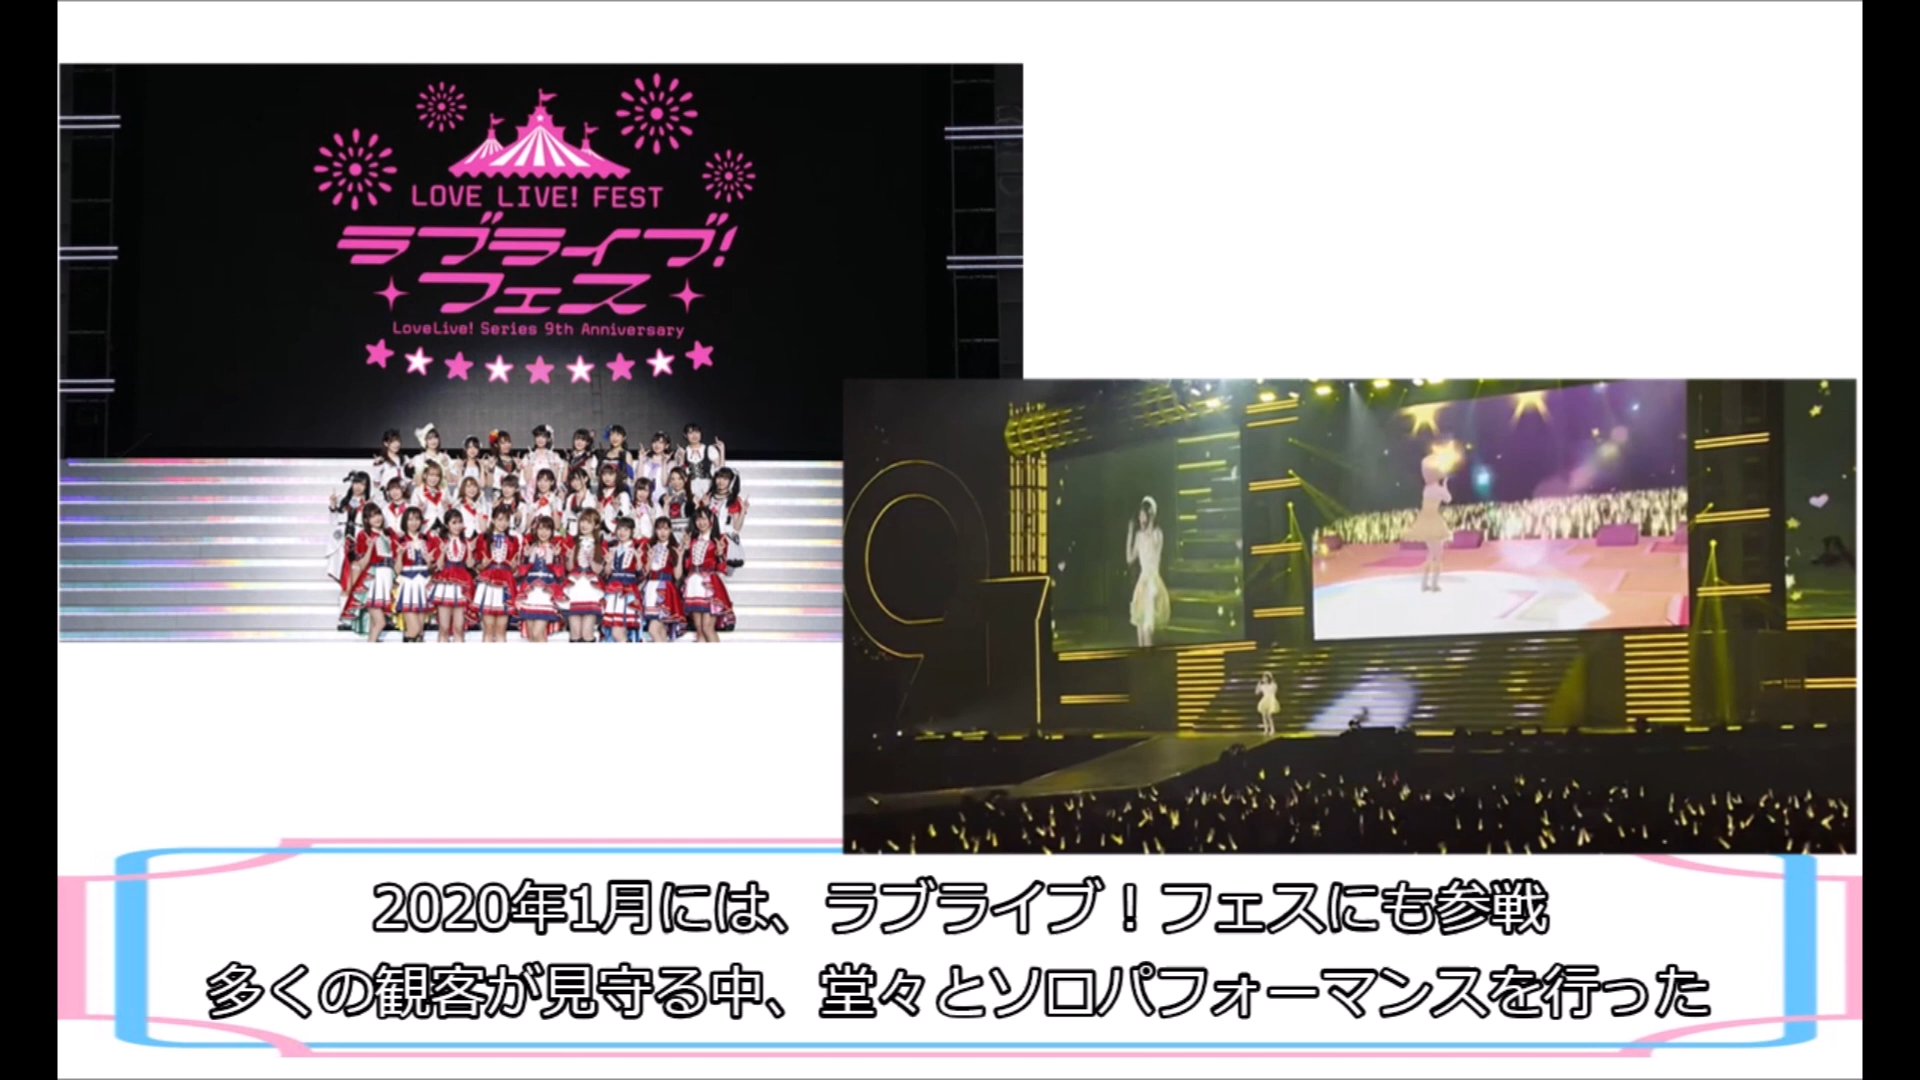 LOVE LIVE! FEST
ラブライブ!
フェス
LoveLive! Series 9th Anniversary
9
2020年1月には、ラブライブ！フェスにも参戦
多くの観客が見守る中、堂々とソロパフォーマンスを行った